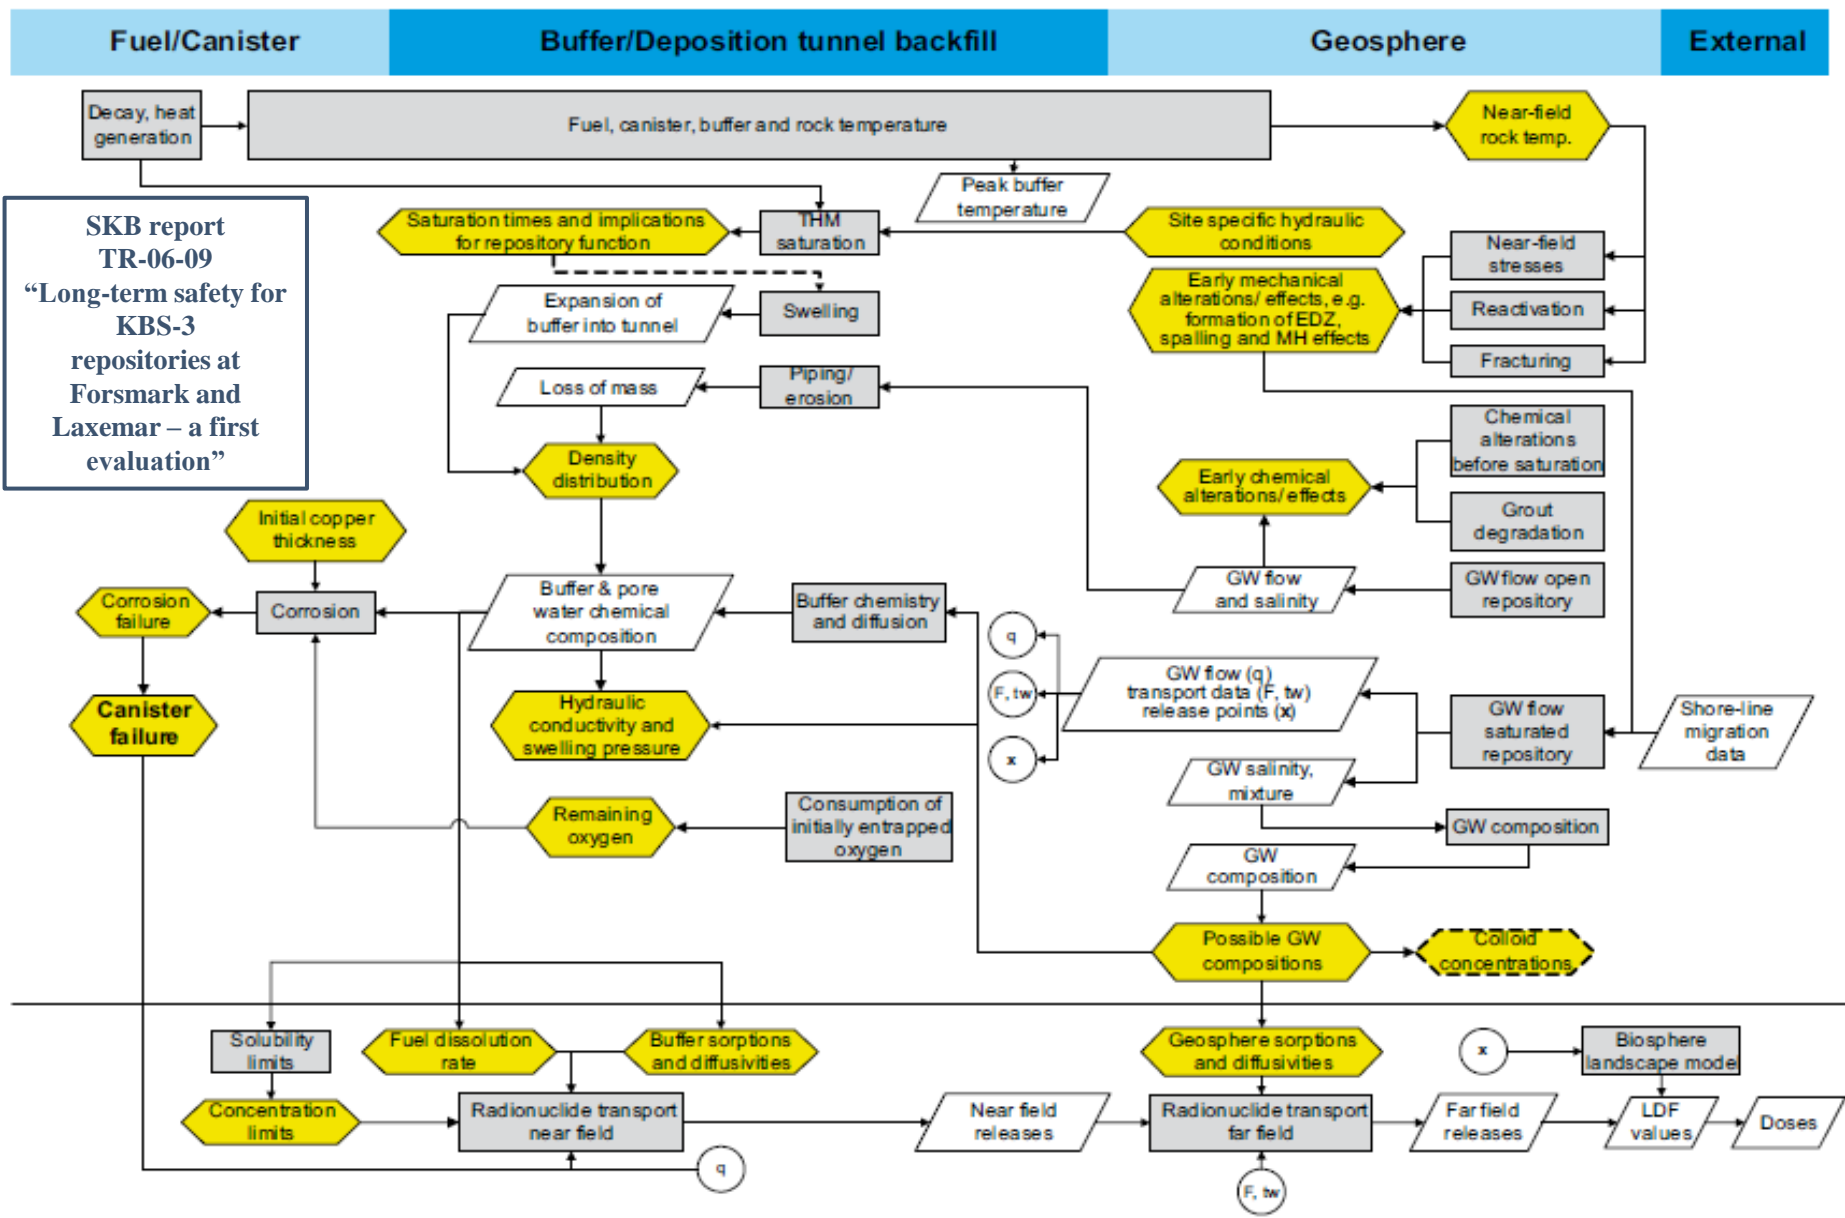 Fuel/Canister
Buffer/Deposition tunnel backfill
Geosphere
External
Decay, heat
generation
Fuel, canister, buffer and rock temperature
Near-field
rock temp.
Peak buffer
temperature
SKB report
TR-06-09
“Long-term safety for
KBS-3
repositories at
Forsmark and
Laxemar – a first
evaluation”
Saturation times and implications
for repository function
THM
saturation
Site specific hydraulic
conditions
Near-field
stresses
Expansion of
buffer into tunnel
Swelling
Early mechanical
alterations/ effects, e.g.
formation of EDZ,
spalling and MH effects
Reactivation
Fracturing
Loss of mass
Piping/
erosion
Chemical
alterations
before saturation
Density
distribution
Early chemical
alterations/ effects
Grout
degradation
Initial copper
thickness
Buffer & pore
water chemical
composition
Buffer chemistry
and diffusion
GW flow
and salinity
GW flow open
repository
Corrosion
failure
Corrosion
q
F, tw
x
GW flow (q)
transport data (F, tw)
release points (x)
Canister
failure
Hydraulic
conductivity and
swelling pressure
GW flow
saturated
repository
Shore-line
migration
data
GW salinity,
mixture
Remaining
oxygen
Consumption of
initially entrapped
oxygen
GW composition
GW
composition
Possible GW
compositions
Colloid
concentrations
Solubility
limits
Fuel dissolution
rate
Buffer sorptions
and diffusivities
Geosphere sorptions
and diffusivities
x
Biosphere
landscape model
Concentration
limits
Radionuclide transport
near field
Near field
releases
Radionuclide transport
far field
Far field
releases
LDF
values
Doses
q
F, tw